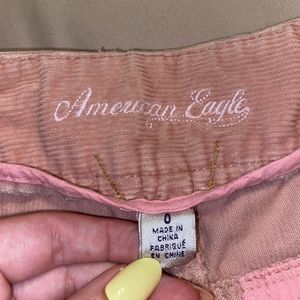 American Eagle
0
MADE IN
CHINA
FABRIQUÉ
EN CHINE